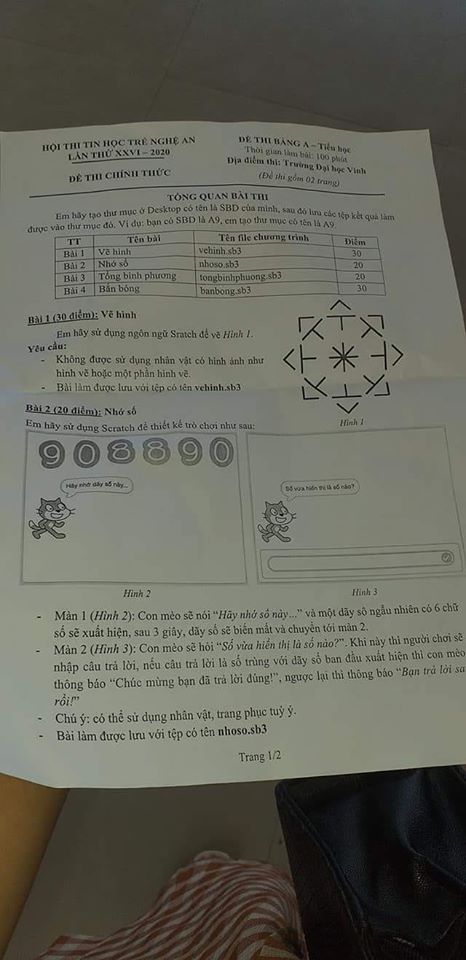 HỘI THI TIN HỌC TRẺ NGHỆ AN
LẦN THỨ XXVI – 2020
ĐỀ THI CHÍNH THỨC
ĐỀ THI BẢNG A – Tiểu học
Thời gian làm bài: 100 phút
Địa điểm thi: Trường Đại học Vinh
(Đề thi gồm 02 trang)
TỔNG QUAN BÀI THI
Em hãy tạo thư mục ở Desktop có tên là SBD của mình, sau đó lưu các tệp kết quả làm
được vào thư mục đó. Ví dụ: bạn có SBD là A9, em tạo thư mục có tên là A9.
TT Tên bài Tên file chương trình Điểm
Bài 1 Vẽ hình vehinh.sb3 30
Bài 2 Nhớ số nhoso.sb3 20
Bài 3 Tổng bình phương tongbinhphuong.sb3 20
Bài 4 Bắn bóng banbong.sb3 30
Bài 1 (30 điểm): Vẽ hình
Em hãy sử dụng ngôn ngữ Sratch để vẽ Hình 1.
Yêu cầu:
- Không được sử dụng nhân vật có hình ảnh như
hình vẽ hoặc một phần hình vẽ.
- Bài làm được lưu với tệp có tên vehinh.sb3
Hình 1
Bài 2 (20 điểm): Nhớ số
Em hãy sử dụng Scratch để thiết kế trò chơi như sau:
908890
Hãy nhớ dãy số này...
Số vừa hiển thị là số nào?
Hình 2
Hình 3
- Màn 1 (Hình 2): Con mèo sẽ nói “Hãy nhớ số này...” và một dãy số ngẫu nhiên có 6 chữ
số sẽ xuất hiện, sau 3 giây, dãy số sẽ biến mất và chuyển tới màn 2.
- Màn 2 (Hình 3): Con mèo sẽ hỏi “Số vừa hiển thị là số nào?”. Khi này thì người chơi sẽ
nhập câu trả lời, nếu câu trả lời là số trùng với dãy số ban đầu xuất hiện thì con mèo
thông báo “Chúc mừng bạn đã trả lời đúng!”, ngược lại thì thông báo “Bạn trả lời sa
rồi!”
- Chú ý: có thể sử dụng nhân vật, trang phục tuỳ ý.
- Bài làm được lưu với tệp có tên nhoso.sb3
Trang 1/2